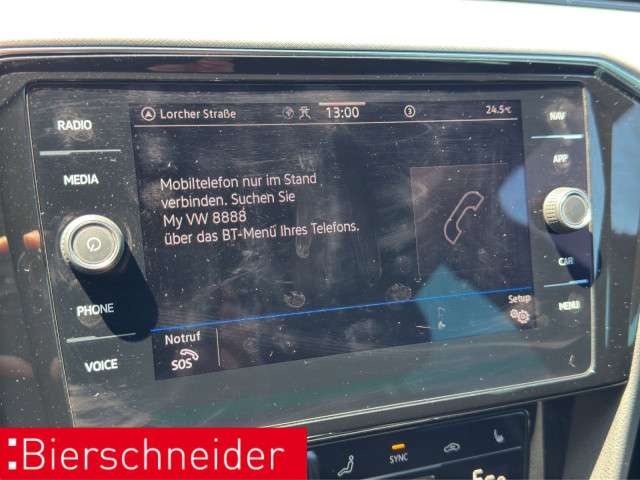 RADIO
MEDIA
PHONE
VOICE
Lorcher Straße 13:00 3 24.5°C
Mobiltelefon nur im Stand
verbinden. Suchen Sie
My VW 8888
über das BT-Menü Ihres Telefons.
Notruf
SOS
Setup
NAV
APP
CAR
MENU
SYNC
Bierschneider